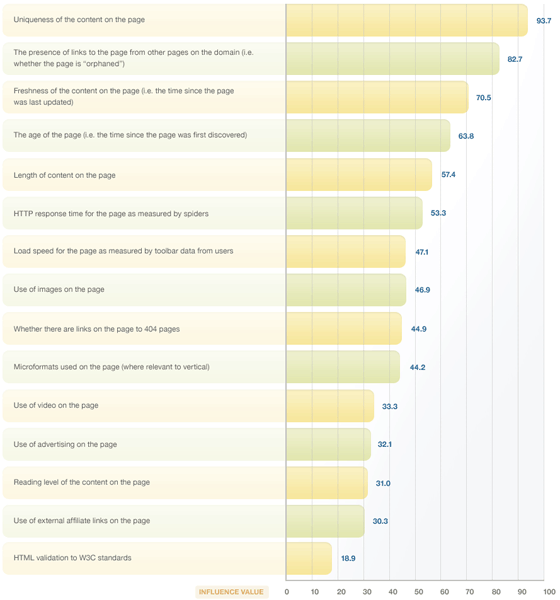 Uniqueness of the content on the page
93.7
The presence of links to the page from other pages on the domain (i.e.
whether the page is “orphaned”)
82.7
Freshness of the content on the page (i.e. the time since the page
was last updated)
70.5
The age of the page (i.e. the time since the page was first discovered)
63.8
Length of content on the page
57.4
HTTP response time for the page as measured by spiders
53.3
Load speed for the page as measured by toolbar data from users
47.1
Use of images on the page
46.9
Whether there are links on the page to 404 pages
44.9
Microformats used on the page (where relevant to vertical)
44.2
Use of video on the page
33.3
Use of advertising on the page
32.1
Reading level of the content on the page
31.0
Use of external affiliate links on the page
30.3
HTML validation to W3C standards
18.9
INFLUENCE VALUE
0 10 20 30 40 50 60 70 80 90 100